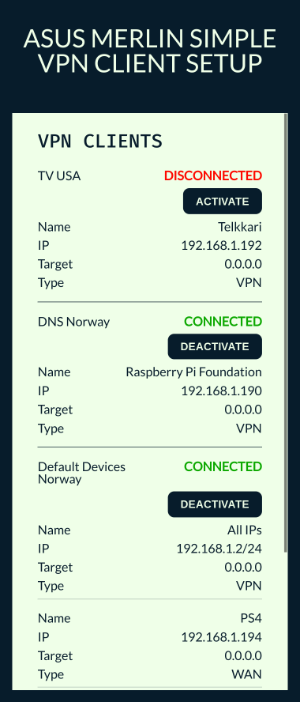 ASUS MERLIN SIMPLE
VPN CLIENT SETUP
VPN CLIENTS
TV USA DISCONNECTED
ACTIVATE
Name Telkkari
IP 192.168.1.192
Target 0.0.0.0
Type VPN
DNS Norway CONNECTED
DEACTIVATE
Name Raspberry Pi Foundation
IP 192.168.1.190
Target 0.0.0.0
Type VPN
Default Devices CONNECTED
Norway
DEACTIVATE
Name All IPs
IP 192.168.1.2/24
Target 0.0.0.0
Type VPN
Name PS4
IP 192.168.1.194
Target 0.0.0.0
Type WAN